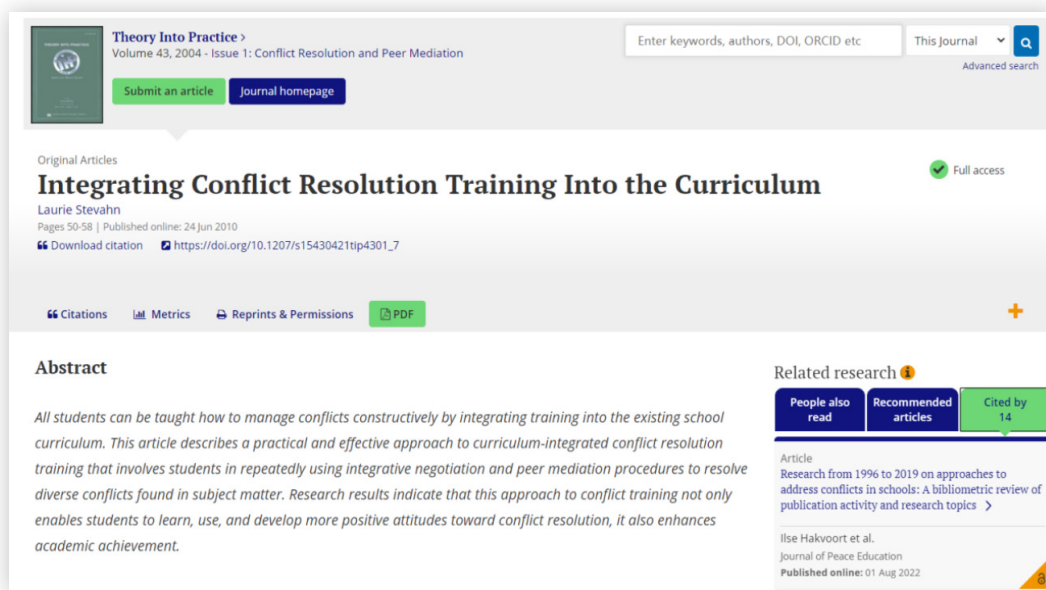 THEORY INTO PRACTICE
Theory Into Practice >
Volume 43, 2004 - Issue 1: Conflict Resolution and Peer Mediation
Submit an article
Journal homepage
Enter keywords, authors, DOI, ORCID etc
This Journal
Advanced search
Original Articles
Integrating Conflict Resolution Training Into the Curriculum
Full access
Laurie Stevahn
Pages 50-58 | Published online: 24 Jun 2010
Download citation
https://doi.org/10.1207/s15430421tip4301_7
Citations
Metrics
Reprints & Permissions
PDF
+
Abstract
All students can be taught how to manage conflicts constructively by integrating training into the existing school
curriculum. This article describes a practical and effective approach to curriculum-integrated conflict resolution
training that involves students in repeatedly using integrative negotiation and peer mediation procedures to resolve
diverse conflicts found in subject matter. Research results indicate that this approach to conflict training not only
enables students to learn, use, and develop more positive attitudes toward conflict resolution, it also enhances
academic achievement.
Related research
People also
read
Recommended
articles
Cited by
14
Article
Research from 1996 to 2019 on approaches to
address conflicts in schools: A bibliometric review of
publication activity and research topics >
Ilse Hakvoort et al.
Journal of Peace Education
Published online: 01 Aug 2022